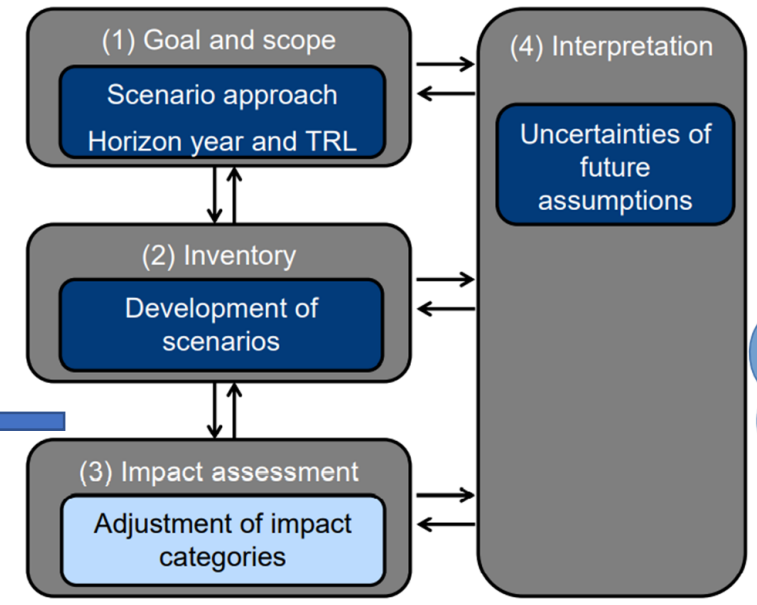 (1) Goal and scope
Scenario approach
Horizon year and TRL
(2) Inventory
Development of
scenarios
(3) Impact assessment
Adjustment of impact
categories
(4) Interpretation
Uncertainties of
future
assumptions